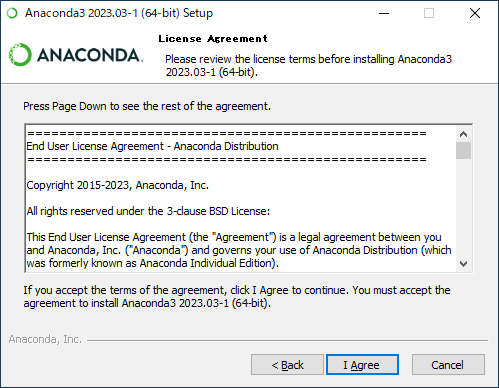 Anaconda3 2023.03-1 (64-bit) Setup
ANACONDA.
License Agreement
Please review the license terms before installing Anaconda3
2023.03-1 (64-bit).
Press Page Down to see the rest of the agreement.
====================================================
End User License Agreement - Anaconda Distribution
====================================================
Copyright 2015-2023, Anaconda, Inc.
All rights reserved under the 3-clause BSD License:
This End User License Agreement (the "Agreement") is a legal agreement between you
and Anaconda, Inc. ("Anaconda") and governs your use of Anaconda Distribution (which
was formerly known as Anaconda Individual Edition).
If you accept the terms of the agreement, click I Agree to continue. You must accept the
agreement to install Anaconda3 2023.03-1 (64-bit).
Anaconda, Inc.
< Back
I Agree
Cancel